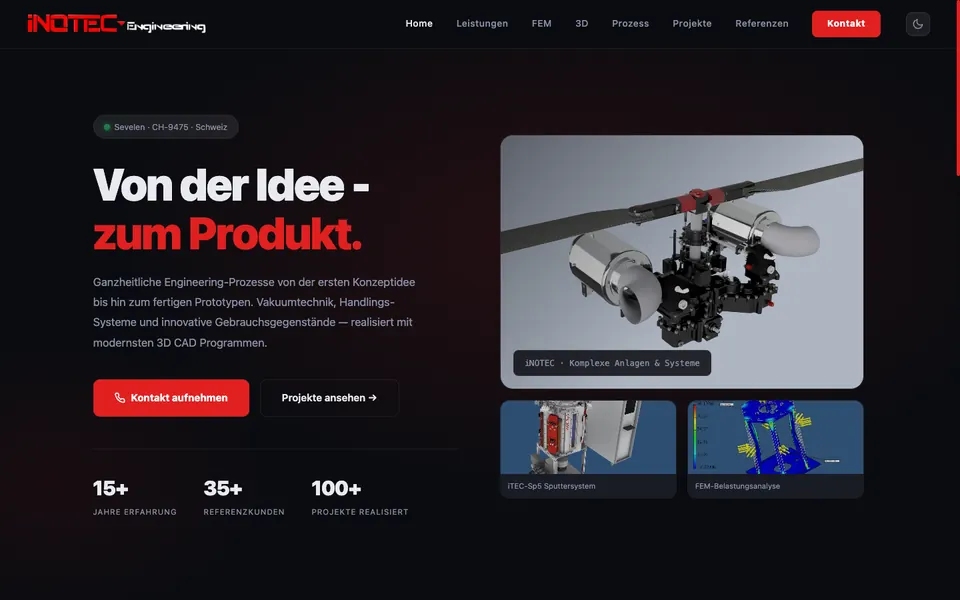 iNOTEC Engineering
Home
Leistungen
FEM
3D
Prozess
Projekte
Referenzen
Kontakt
Sevelen · CH-9475 · Schweiz
Von der Idee -
zum Produkt.
Ganzheitliche Engineering-Prozesse von der ersten Konzeptidee
bis hin zum fertigen Prototypen. Vakuumtechnik, Handlings-
Systeme und innovative Gebrauchsgegenstände — realisiert mit
modernsten 3D CAD Programmen.
Kontakt aufnehmen
Projekte ansehen →
15+
JAHRE ERFAHRUNG
35+
REFERENZKUNDEN
100+
PROJEKTE REALISIERT
iNOTEC · Komplexe Anlagen & Systeme
iTEC-Sp5 Sputtersystem
FEM-Belastungsanalyse